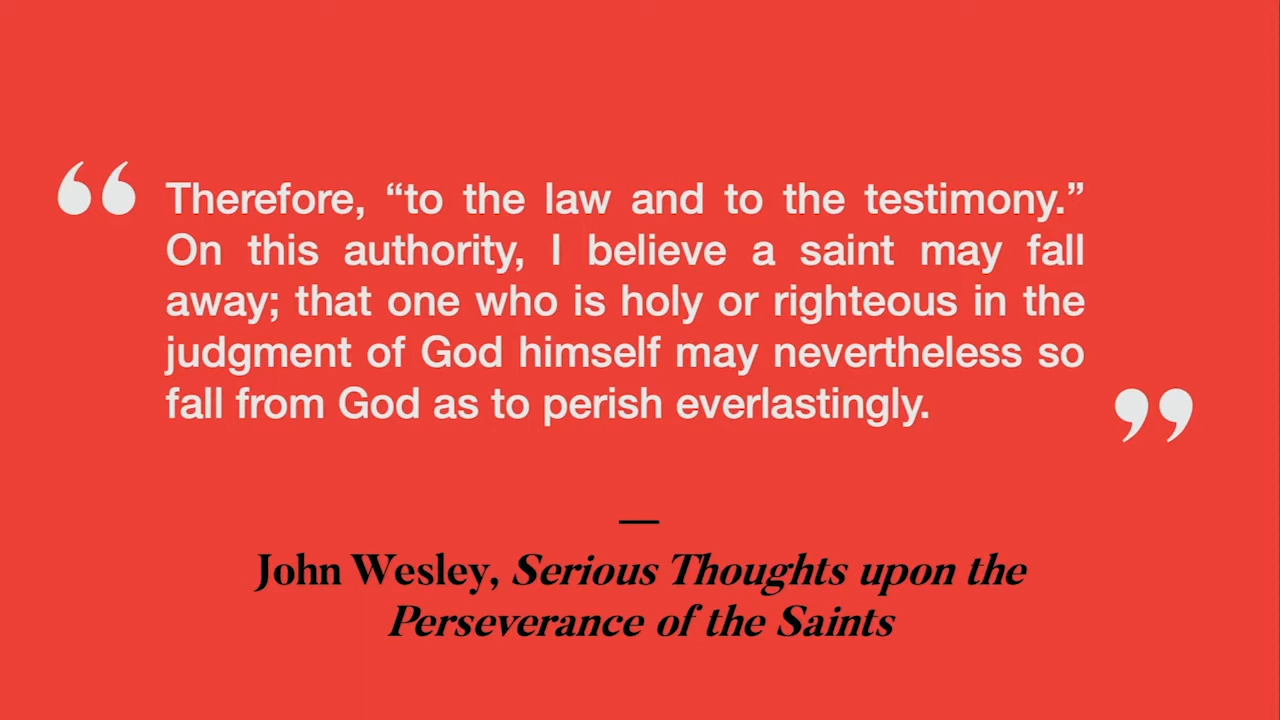 “Therefore, “to the law and to the testimony.”
On this authority, I believe a saint may fall
away; that one who is holy or righteous in the
judgment of God himself may nevertheless so
fall from God as to perish everlastingly.”
—
John Wesley, Serious Thoughts upon the
Perseverance of the Saints